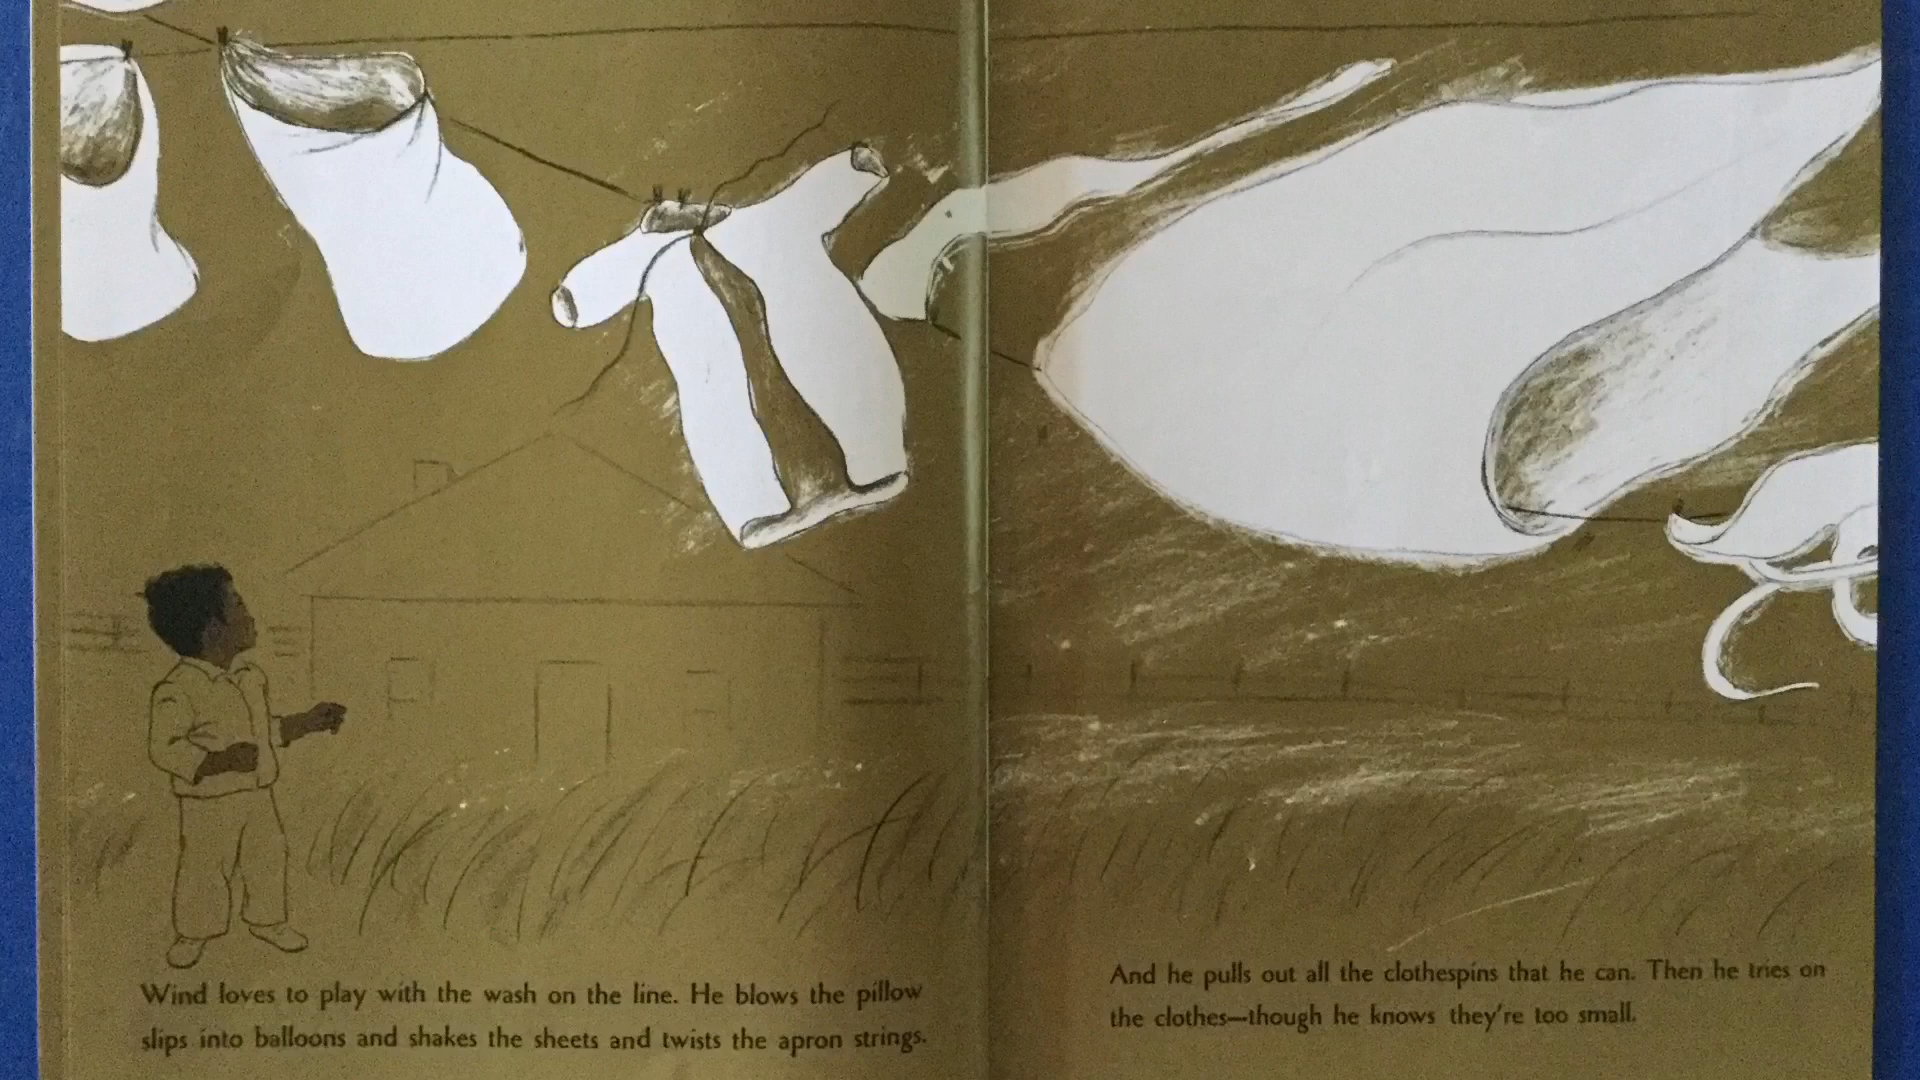 Wind loves to play with the wash on the line. He blows the pillow
slips into balloons and shakes the sheets and twists the apron strings.
And he pulls out all the clothespins that he can. Then he tries on
the clothes—though he knows they're too small.